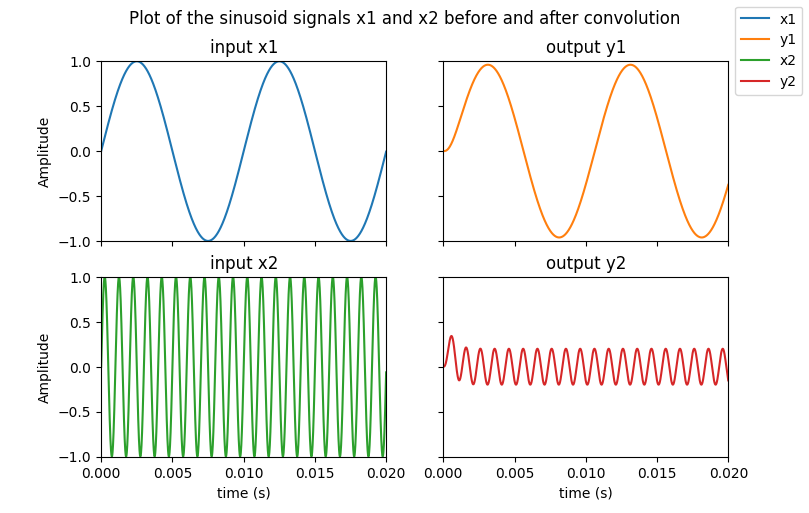 Plot of the sinusoid signals x1 and x2 before and after convolution
x1
y1
x2
y2
input x1
output y1
1.0
0.5
0.0
−0.5
−1.0
Amplitude
input x2
output y2
1.0
0.5
0.0
−0.5
−1.0
Amplitude
0.000 0.005 0.010 0.015 0.020
0.000 0.005 0.010 0.015 0.020
time (s)
time (s)